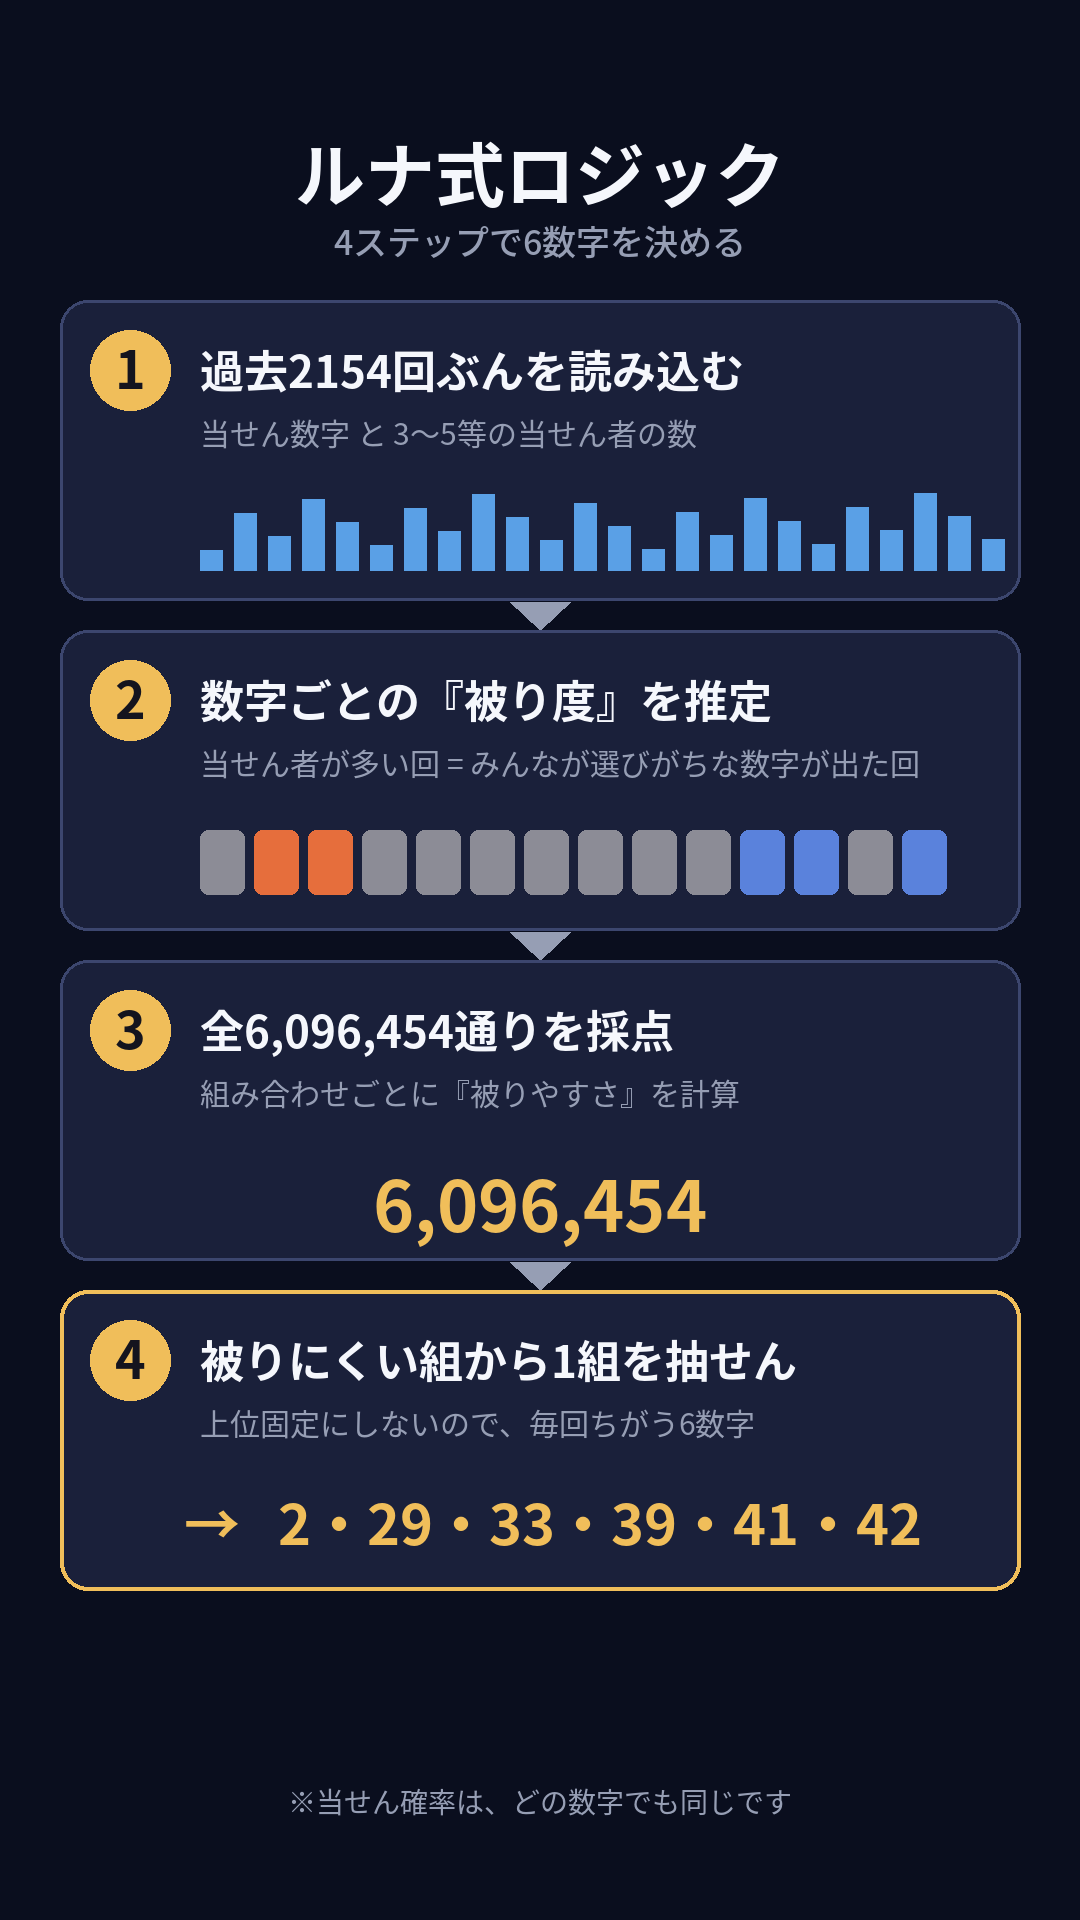 ルナ式ロジック
4ステップで6数字を決める
1
過去2154回ぶんを読み込む
当せん数字 と 3〜5等の当せん者の数
2
数字ごとの『被り度』を推定
当せん者が多い回 = みんなが選びがちな数字が出た回
3
全6,096,454通りを採点
組み合わせごとに『被りやすさ』を計算
6,096,454
4
被りにくい組から1組を抽せん
上位固定にしないので、毎回ちがう6数字
→ 2・29・33・39・41・42
※当せん確率は、どの数字でも同じです